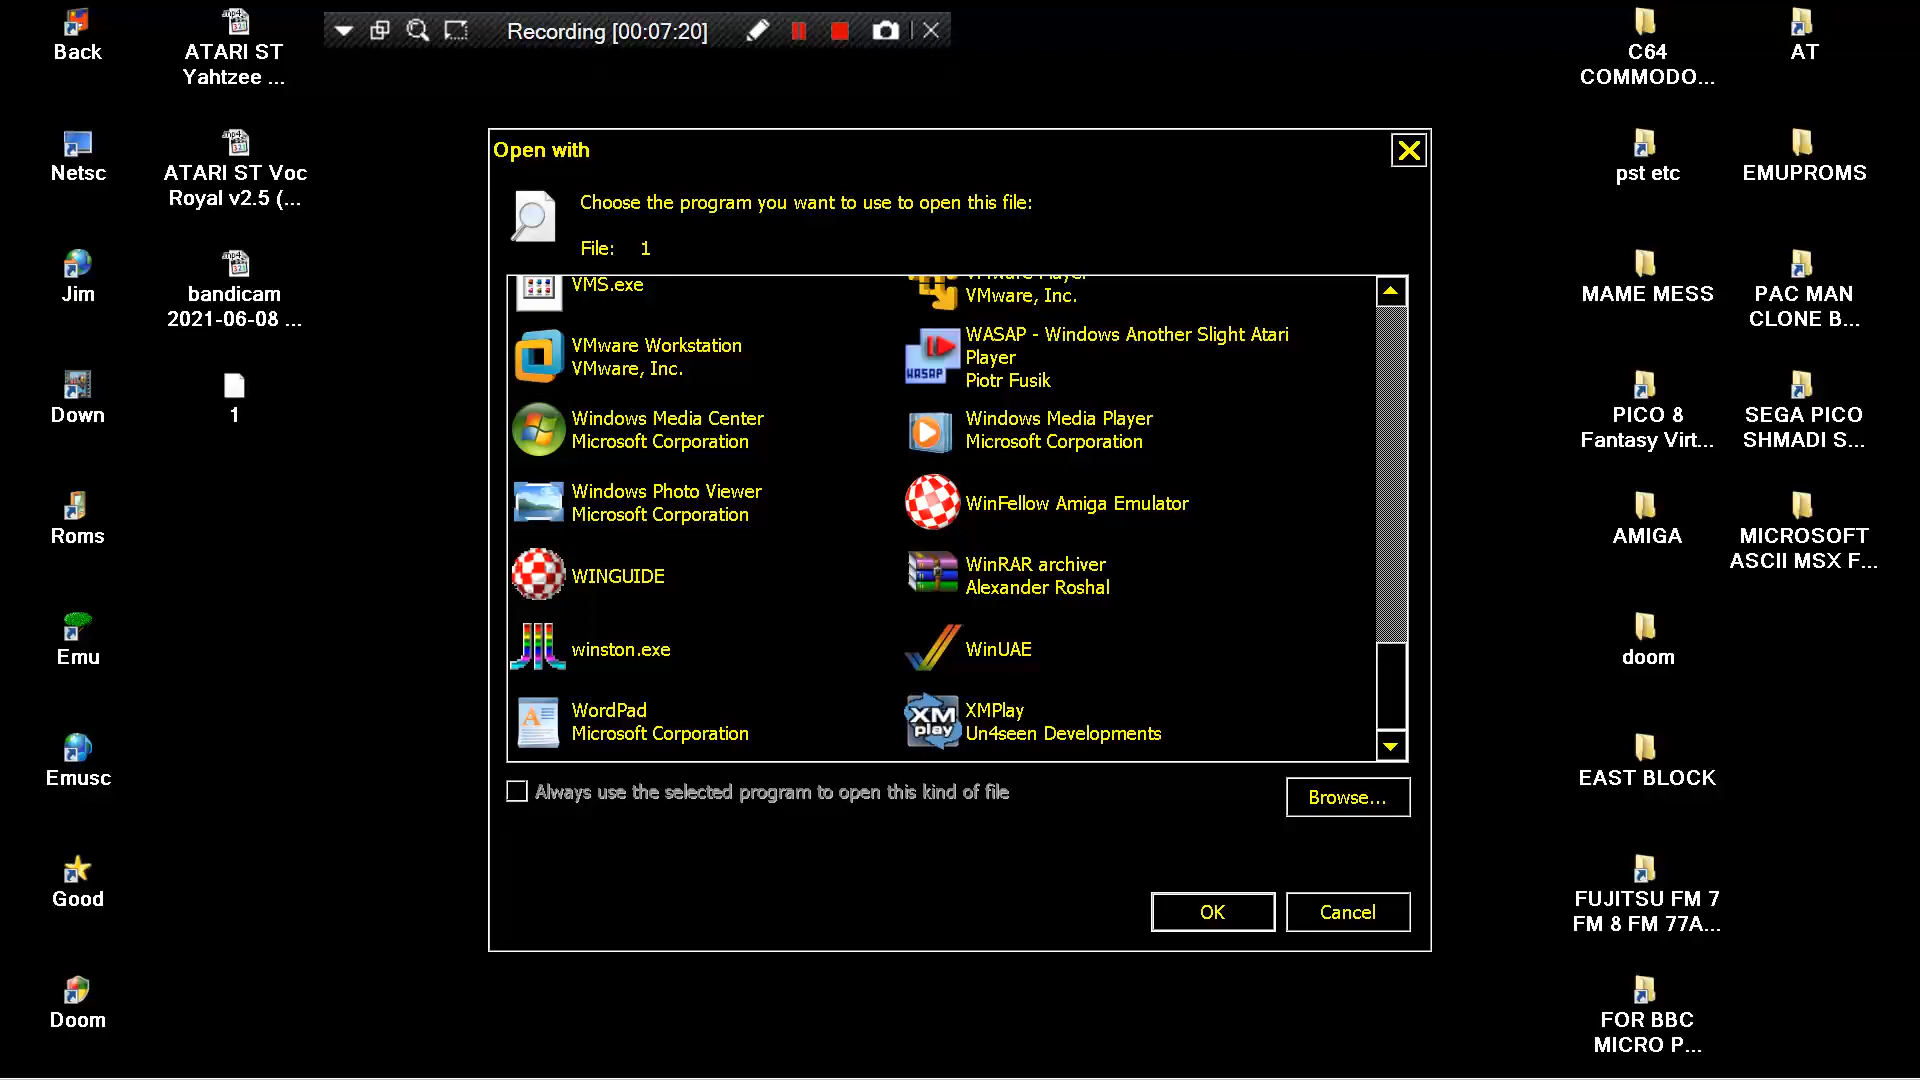 Back
ATARI ST
Yahtzee ...
Recording [00:07:20]
C64
COMMODO...
AT
Netsc
ATARI ST Voc
Royal v2.5 (...
pst etc
EMUPROMS
Jim
bandicam
2021-06-08 ...
MAME MESS
PAC MAN
CLONE B...
Down
1
PICO 8
Fantasy Virt...
SEGA PICO
SHMADI S...
Roms
AMIGA
MICROSOFT
ASCII MSX F...
Emu
doom
Emusc
EAST BLOCK
Good
FUJITSU FM 7
FM 8 FM 77A...
Doom
FOR BBC
MICRO P...
Open with
Choose the program you want to use to open this file:
File: 1
VMS.exe
VMware Player
VMware, Inc.
VMware Workstation
VMware, Inc.
WASAP - Windows Another Slight Atari
Player
Piotr Fusik
WASAP
Windows Media Center
Microsoft Corporation
Windows Media Player
Microsoft Corporation
Windows Photo Viewer
Microsoft Corporation
WinFellow Amiga Emulator
WINGUIDE
WinRAR archiver
Alexander Roshal
winston.exe
WinUAE
WordPad
Microsoft Corporation
XM
play
XMPlay
Un4seen Developments
Always use the selected program to open this kind of file
Browse...
OK
Cancel